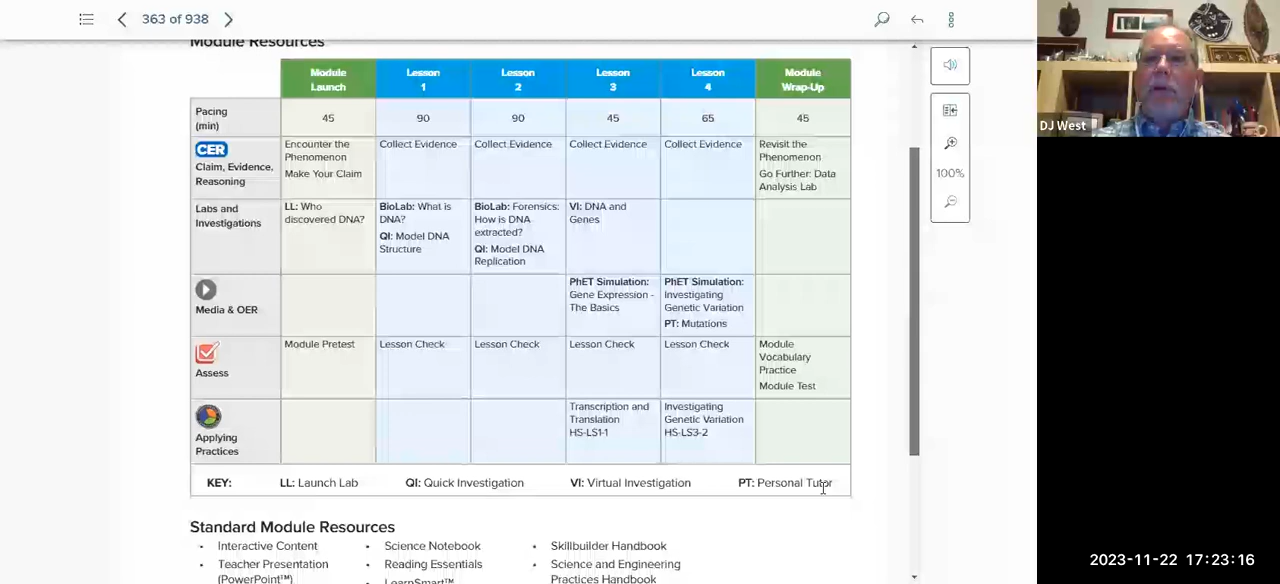 363 of 938
Module Resources
Module Launch
Lesson 1
Lesson 2
Lesson 3
Lesson 4
Module Wrap-Up
Pacing (min)
45
90
90
45
65
45
CER
Claim, Evidence,
Reasoning
Encounter the
Phenomenon
Make Your Claim
Collect Evidence
Collect Evidence
Collect Evidence
Collect Evidence
Revisit the
Phenomenon
Go Further: Data
Analysis Lab
Labs and
Investigations
LL: Who
discovered DNA?
BioLab: What is
DNA?
QI: Model DNA
Structure
BioLab: Forensics:
How is DNA
extracted?
QI: Model DNA
Replication
VI: DNA and
Genes
Media & OER
PhET Simulation:
Gene Expression -
The Basics
PhET Simulation:
Investigating
Genetic Variation
PT: Mutations
Assess
Module Pretest
Lesson Check
Lesson Check
Lesson Check
Lesson Check
Module
Vocabulary
Practice
Module Test
Applying
Practices
Transcription and
Translation
HS-LS1-1
Investigating
Genetic Variation
HS-LS3-2
KEY: LL: Launch Lab QI: Quick Investigation VI: Virtual Investigation PT: Personal Tutor
Standard Module Resources
• Interactive Content
• Teacher Presentation
(PowerPoint™)
• Science Notebook
• Reading Essentials
• LearnSmart™
• Skillbuilder Handbook
• Science and Engineering
Practices Handbook
100%
DJ West
2023-11-22 17:23:16